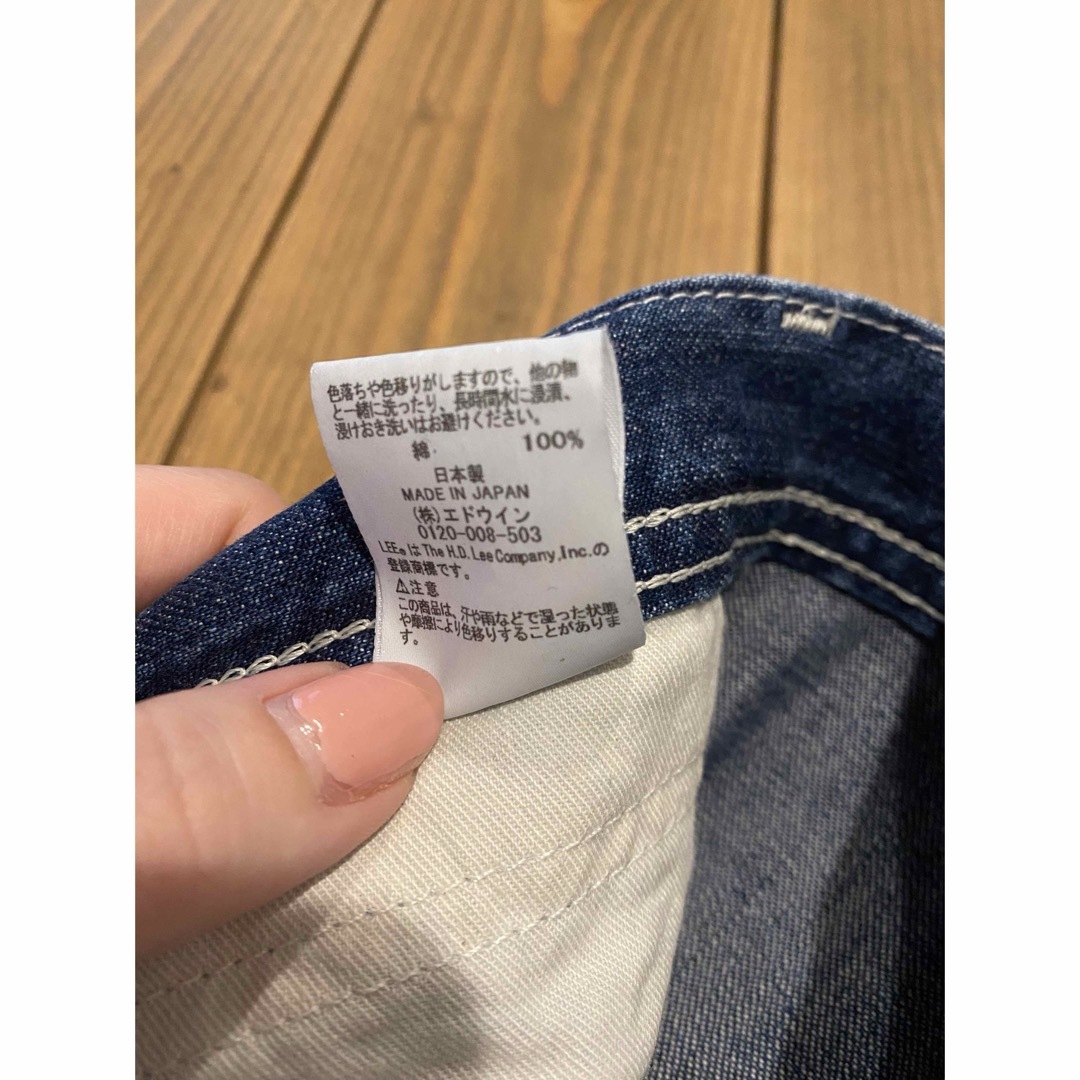 色落ちや色移りがしますので、他の物
と一緒に洗ったり、長時間水に浸漬、
浸けおき洗いはお避けください。
綿 100%
日本製
MADE IN JAPAN
(株)エドウイン
0120-008-503
LEE®はThe H.D. Lee Company, Inc.の
登録商標です。
⚠注意
この商品は、汗や雨などで湿った状態
や摩擦により色移りすることがありま
す。